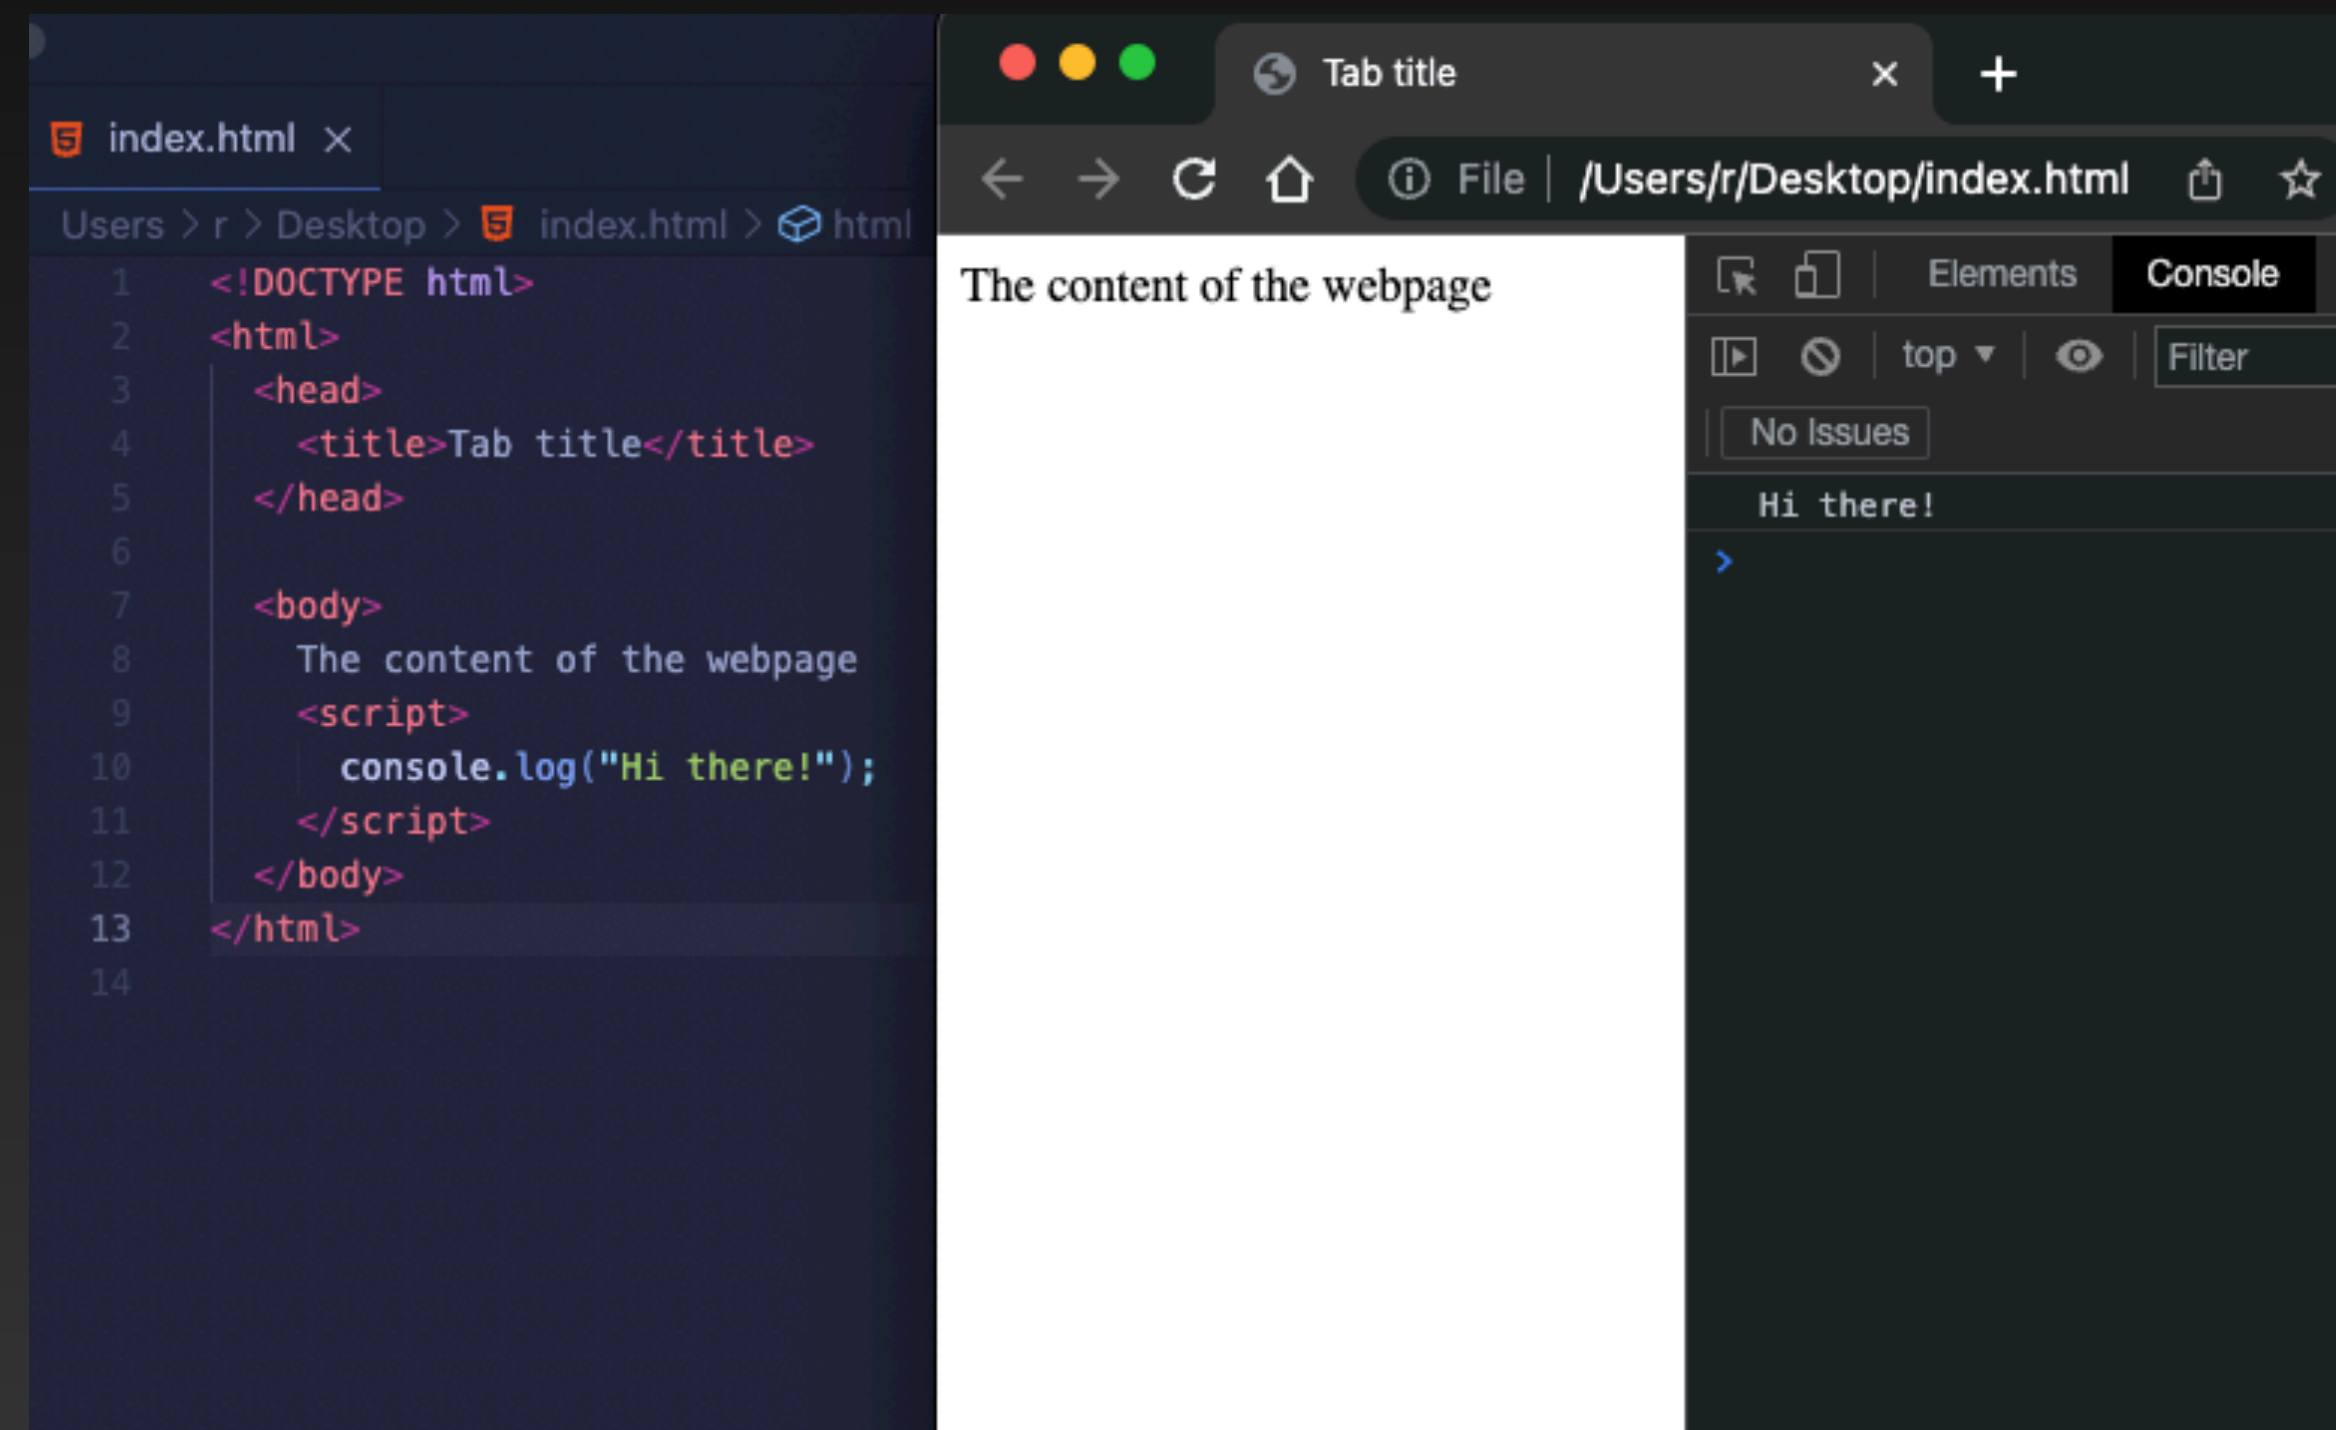 index.html
Users > r > Desktop > index.html > html
1 <!DOCTYPE html>
2 <html>
3 <head>
4 <title>Tab title</title>
5 </head>
6
7 <body>
8 The content of the webpage
9 <script>
10 console.log("Hi there!");
11 </script>
12 </body>
13 </html>
14
Tab title
File /Users/r/Desktop/index.html
The content of the webpage
Elements Console
top Filter
No Issues
Hi there!
>